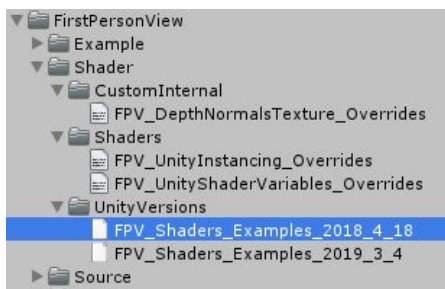 FirstPersonView
Example
Shader
CustomInternal
FPV_DepthNormalsTexture_Overrides
Shaders
FPV_UnityInstancing_Overrides
FPV_UnityShaderVariables_Overrides
UnityVersions
FPV_Shaders_Examples_2018_4_18
FPV_Shaders_Examples_2019_3_4
Source